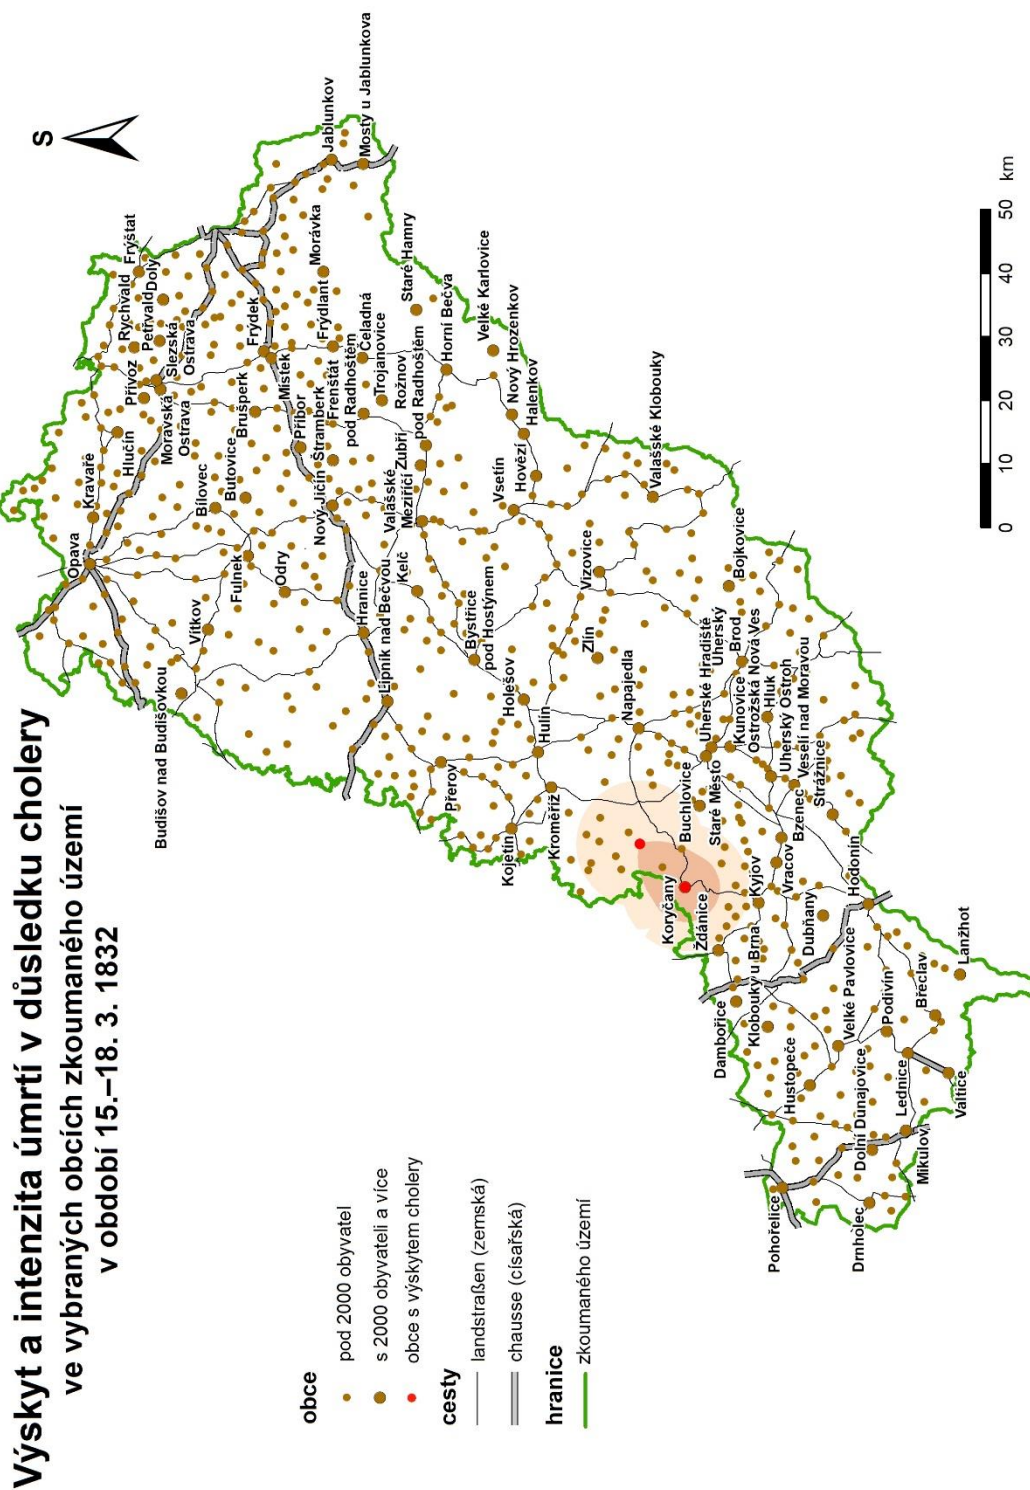 Výskyt a intenzita úmrtí v důsledku cholery
ve vybraných obcích zkoumaného území
v období 15.–18. 3. 1832
S
obce
pod 2000 obyvatel
s 2000 obyvateli a více
obce s výskytem cholery
cesty
landstraßen (zemská)
chausse (císařská)
hranice
zkoumaného území
Opava
Kravaře
Hlučín
Přívoz
Rychvald
Petřvald
Doly
Fryštat
Moravská
Ostrava
Slezská
Ostrava
Budišov nad Budišovkou
Vítkov
Bílovec
Butovice
Brušperk
Frýdek
Místek
Fulnek
Odry
Příbor
Nový Jičín
Štramberk
Frenštát
pod Radhoštěm
Frýdlant
Morávka
Jablunkov
Mosty u Jablunkova
Čeladná
Trojanovice
Staré Hamry
Hranice
Lipník nad Bečvou
Kelč
Valašské
Meziříčí
Zubří
Rožnov
pod Radhoštěm
Horní Bečva
Velké Karlovice
Nový Hrozenkov
Halenkov
Hovězí
Vsetín
Bystřice
pod Hostýnem
Holešov
Hulín
Přerov
Kojetín
Kroměříž
Valašské Klobouky
Vizovice
Zlín
Napajedla
Bojkovice
Uherské Hradiště
Uherský
Brod
Kunovice
Ostrožská Nová Ves
Hluk
Uherský Ostroh
Veselí nad Moravou
Strážnice
Bzenec
Staré Město
Buchlovice
Koryčany
Ždánice
Kyjov
Vracov
Hodonín
Dubňany
Klobouky u Brna
Dambořice
Velké Pavlovice
Podivín
Břeclav
Lanžhot
Hustopeče
Dolní Dunajovice
Lednice
Valtice
Mikulov
Pohořelice
Drnholec
0
10
20
30
40
50
km